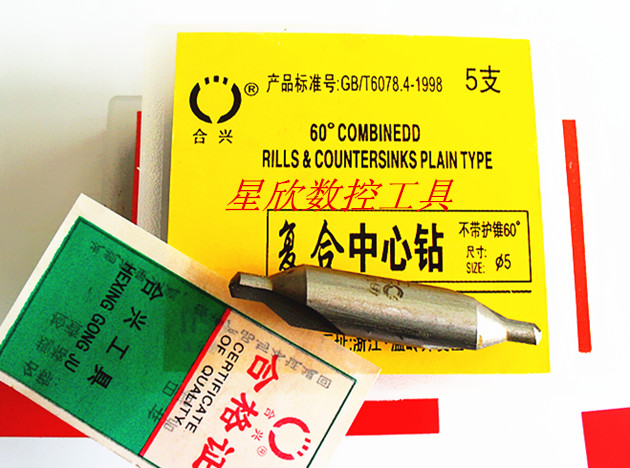 产品标准号:GB/T6078.4-1998 5支
®
合兴
60° COMBINEDD
RILLS & COUNTERSINKS PLAIN TYPE
星欣数控工具
复合中心钻
不带护锥60°
尺寸:
SIZE: ø5
合兴工具
HEXING GONG JU
CERTIFICATE
OF QUALITY
合格证
合兴